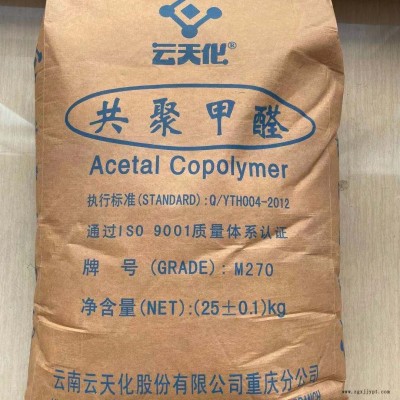 云天化®
共聚甲醛
Acetal Copolymer
执行标准(STANDARD):Q/YTH004-2012
通过ISO 9001质量体系认证
牌 号 (GRADE): M270
净含量(NET):(25±0.1)kg
云南云天化股份有限公司重庆分公司